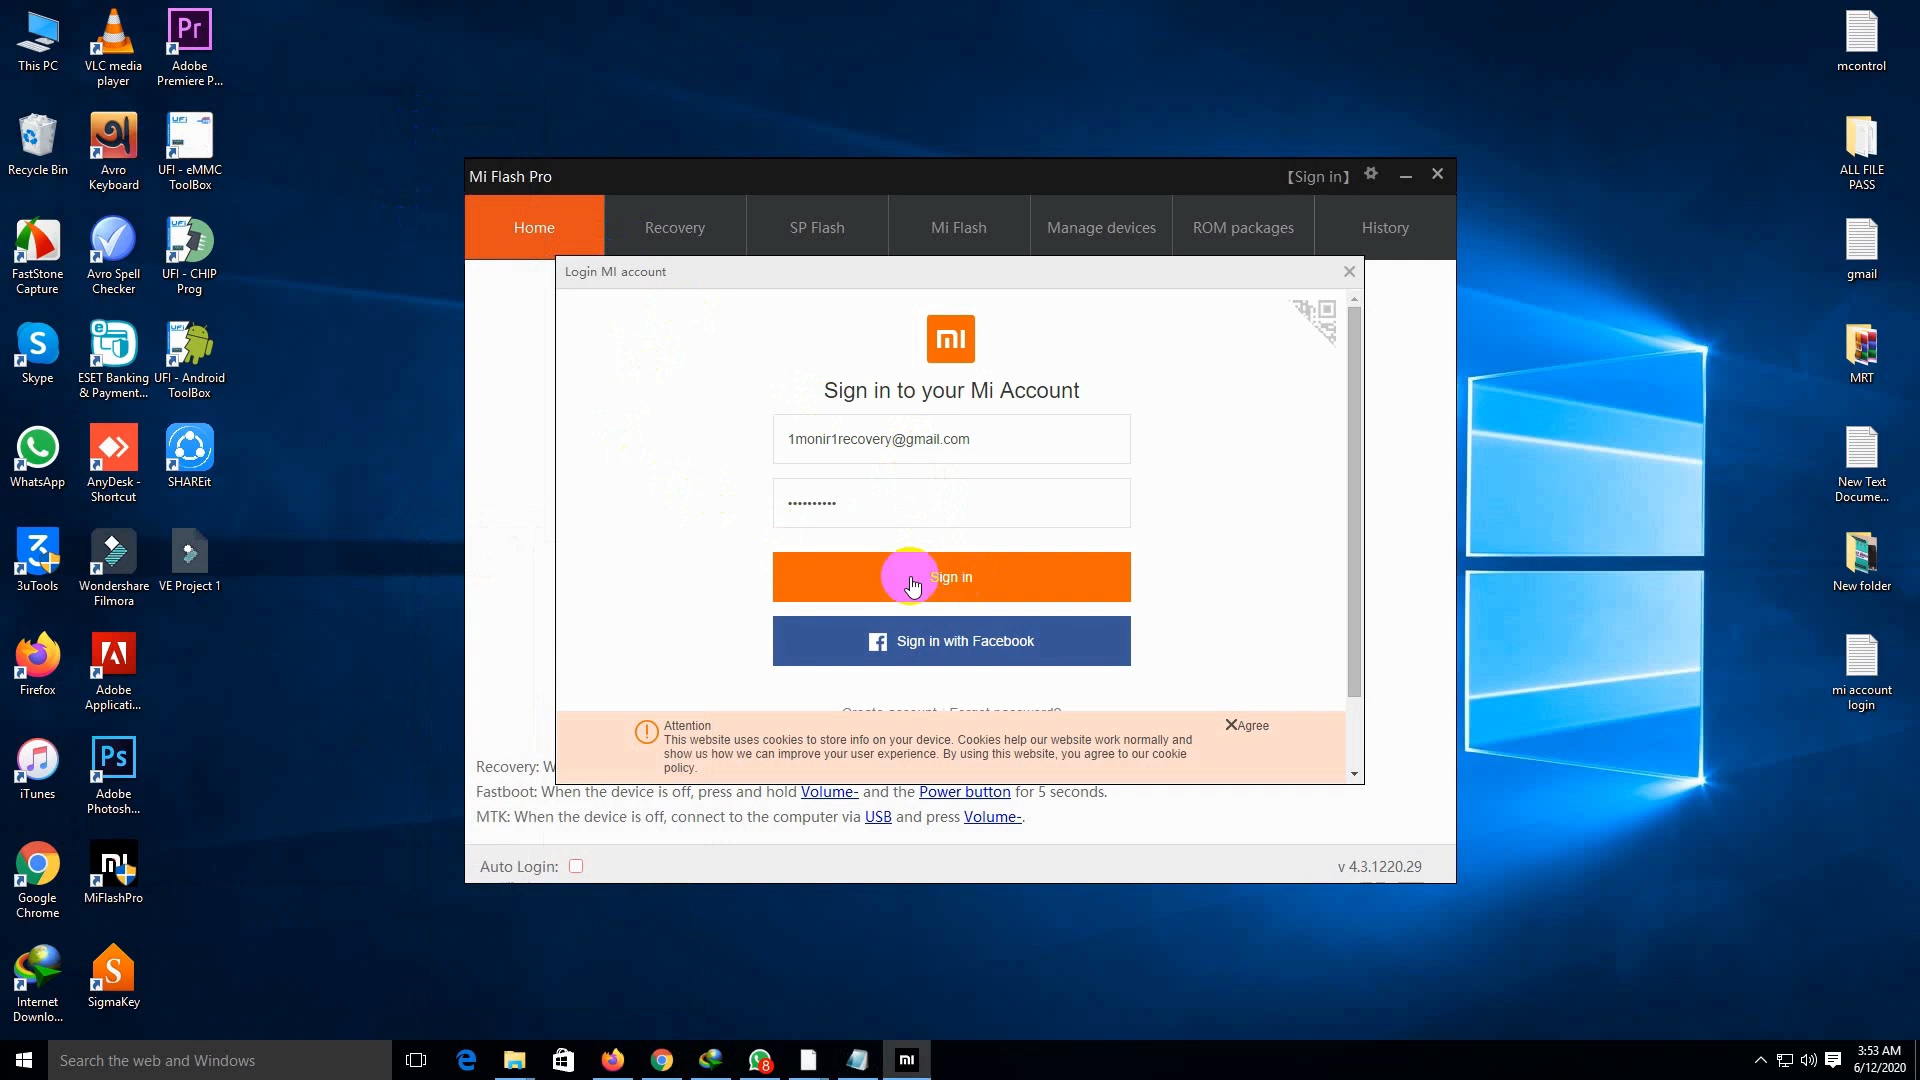 This PC
VLC media
player
Adobe
Premiere P...
Recycle Bin
Avro
Keyboard
UFI - eMMC
ToolBox
FastStone
Capture
Avro Spell
Checker
UFI - CHIP
Prog
Skype
ESET Banking
& Payment...
UFI - Android
ToolBox
WhatsApp
AnyDesk -
Shortcut
SHAREit
3uTools
Wondershare
Filmora
VE Project 1
Firefox
Adobe
Applicati...
iTunes
Adobe
Photosh...
Google
Chrome
MiFlashPro
Internet
Downlo...
SigmaKey
Mi Flash Pro
【Sign in】
Home
Recovery
SP Flash
Mi Flash
Manage devices
ROM packages
History
Login MI account
Sign in to your Mi Account
1monir1recovery@gmail.com
••••••••••
Sign in
Sign in with Facebook
Attention
Agree
This website uses cookies to store info on your device. Cookies help our website work normally and
show us how we can improve your user experience. By using this website, you agree to our cookie
policy.
Recovery: W
Fastboot: When the device is off, press and hold Volume- and the Power button for 5 seconds.
MTK: When the device is off, connect to the computer via USB and press Volume-.
Auto Login:
v 4.3.1220.29
mcontrol
ALL FILE
PASS
gmail
MRT
New Text
Docume...
New folder
mi account
login
Search the web and Windows
8
3:53 AM
6/12/2020